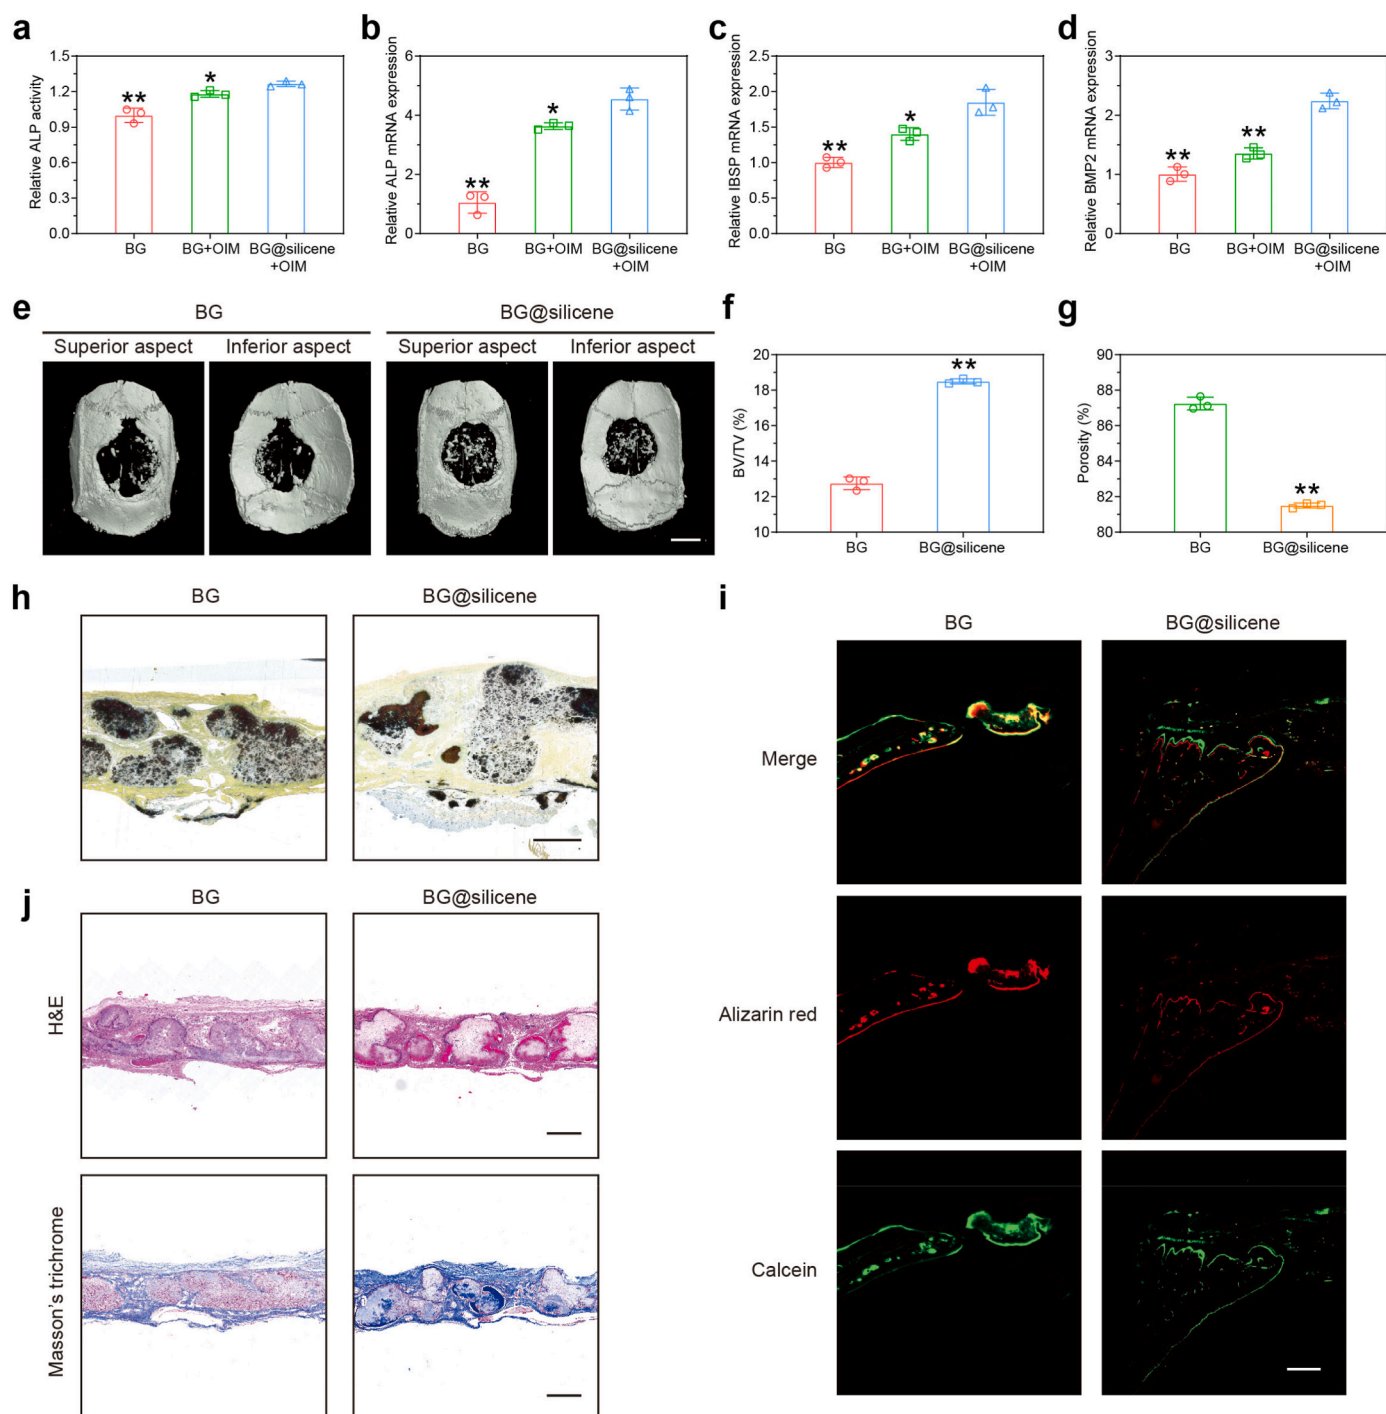 a
Relative ALP activity
1.5
1.2
0.9
0.6
0.3
0.0
**
*
BG
BG+OIM
BG@silicene
+OIM
b
Relative ALP mRNA expression
6
4
2
0
**
*
BG
BG+OIM
BG@silicene
+OIM
c
Relative IBSP mRNA expression
2.5
2.0
1.5
1.0
0.5
0.0
**
*
BG
BG+OIM
BG@silicene
+OIM
d
Relative BMP2 mRNA expression
3
2
1
0
**
**
BG
BG+OIM
BG@silicene
+OIM
e
BG
BG@silicene
Superior aspect
Inferior aspect
Superior aspect
Inferior aspect
f
BV/TV (%)
20
18
16
14
12
10
**
BG
BG@silicene
g
Porosity (%)
90
88
86
84
82
80
**
BG
BG@silicene
h
BG
BG@silicene
i
BG
BG@silicene
Merge
Alizarin red
Calcein
j
BG
BG@silicene
H&E
Masson's trichrome